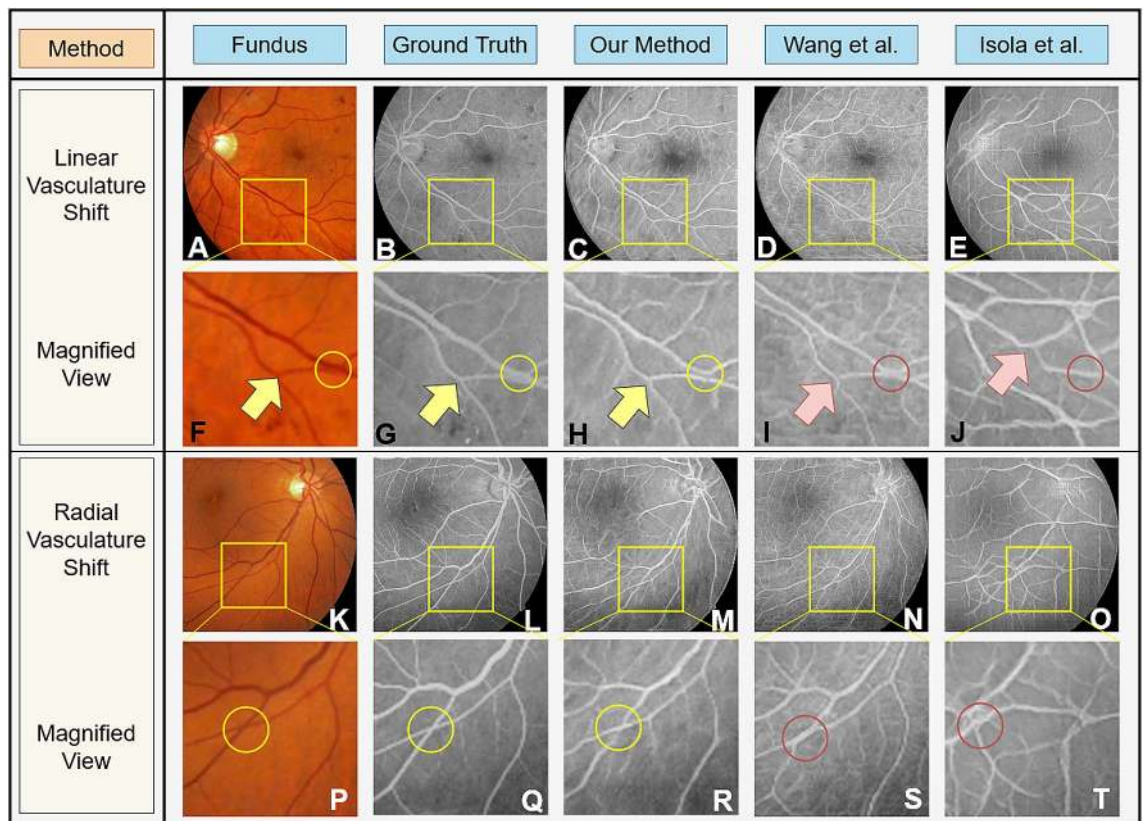 Method
Fundus
Ground Truth
Our Method
Wang et al.
Isola et al.
Linear
Vasculature
Shift
A
B
C
D
E
Magnified
View
F
G
H
I
J
Radial
Vasculature
Shift
K
L
M
N
O
Magnified
View
P
Q
R
S
T